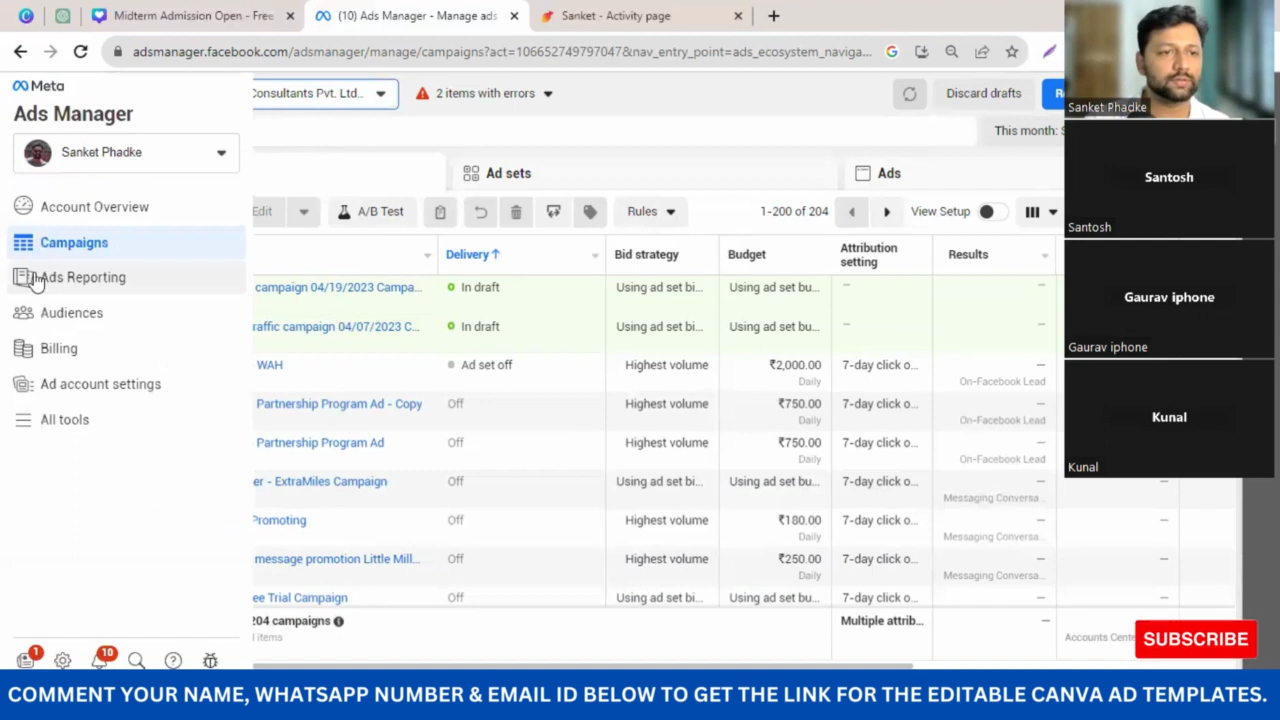 Midterm Admission Open - Free
(10) Ads Manager - Manage ads
Sanket - Activity page
adsmanager.facebook.com/adsmanager/manage/campaigns?act=106652749797047&nav_entry_point=ads_ecosystem_naviga...
Meta
Ads Manager
Sanket Phadke
Account Overview
Campaigns
Ads Reporting
Audiences
Billing
Ad account settings
All tools
1
10
Consultants Pvt. Ltd..
2 items with errors
Discard drafts
This month:
Ad sets
Ads
Edit
A/B Test
Rules
1-200 of 204
View Setup
Delivery ↑
Bid strategy
Budget
Attribution setting
Results
campaign 04/19/2023 Campa... In draft Using ad set bi... Using ad set bu... — —
raffic campaign 04/07/2023 C... In draft Using ad set bi... Using ad set bu... — —
WAH Ad set off Highest volume ₹2,000.00 7-day click o... —
Daily On-Facebook Lead
Partnership Program Ad - Copy Off Highest volume ₹750.00 7-day click o... —
Daily On-Facebook Lead
Partnership Program Ad Off Highest volume ₹750.00 7-day click o... —
Daily On-Facebook Lead
er - ExtraMiles Campaign Off Using ad set bi... Using ad set bu... 7-day click o... — —
Messaging Conversa...
Promoting Off Highest volume ₹180.00 7-day click o... — —
Daily Messaging Conversa...
message promotion Little Mill... Off Highest volume ₹250.00 7-day click o... — —
Daily Messaging Conversa...
ee Trial Campaign Off Using ad set bi... Using ad set bu... 7-day click o... — —
204 campaigns Multiple attrib... —
items Accounts Cent
Sanket Phadke
Santosh
Santosh
Gaurav iphone
Gaurav iphone
Kunal
Kunal
SUBSCRIBE
COMMENT YOUR NAME, WHATSAPP NUMBER & EMAIL ID BELOW TO GET THE LINK FOR THE EDITABLE CANVA AD TEMPLATES.